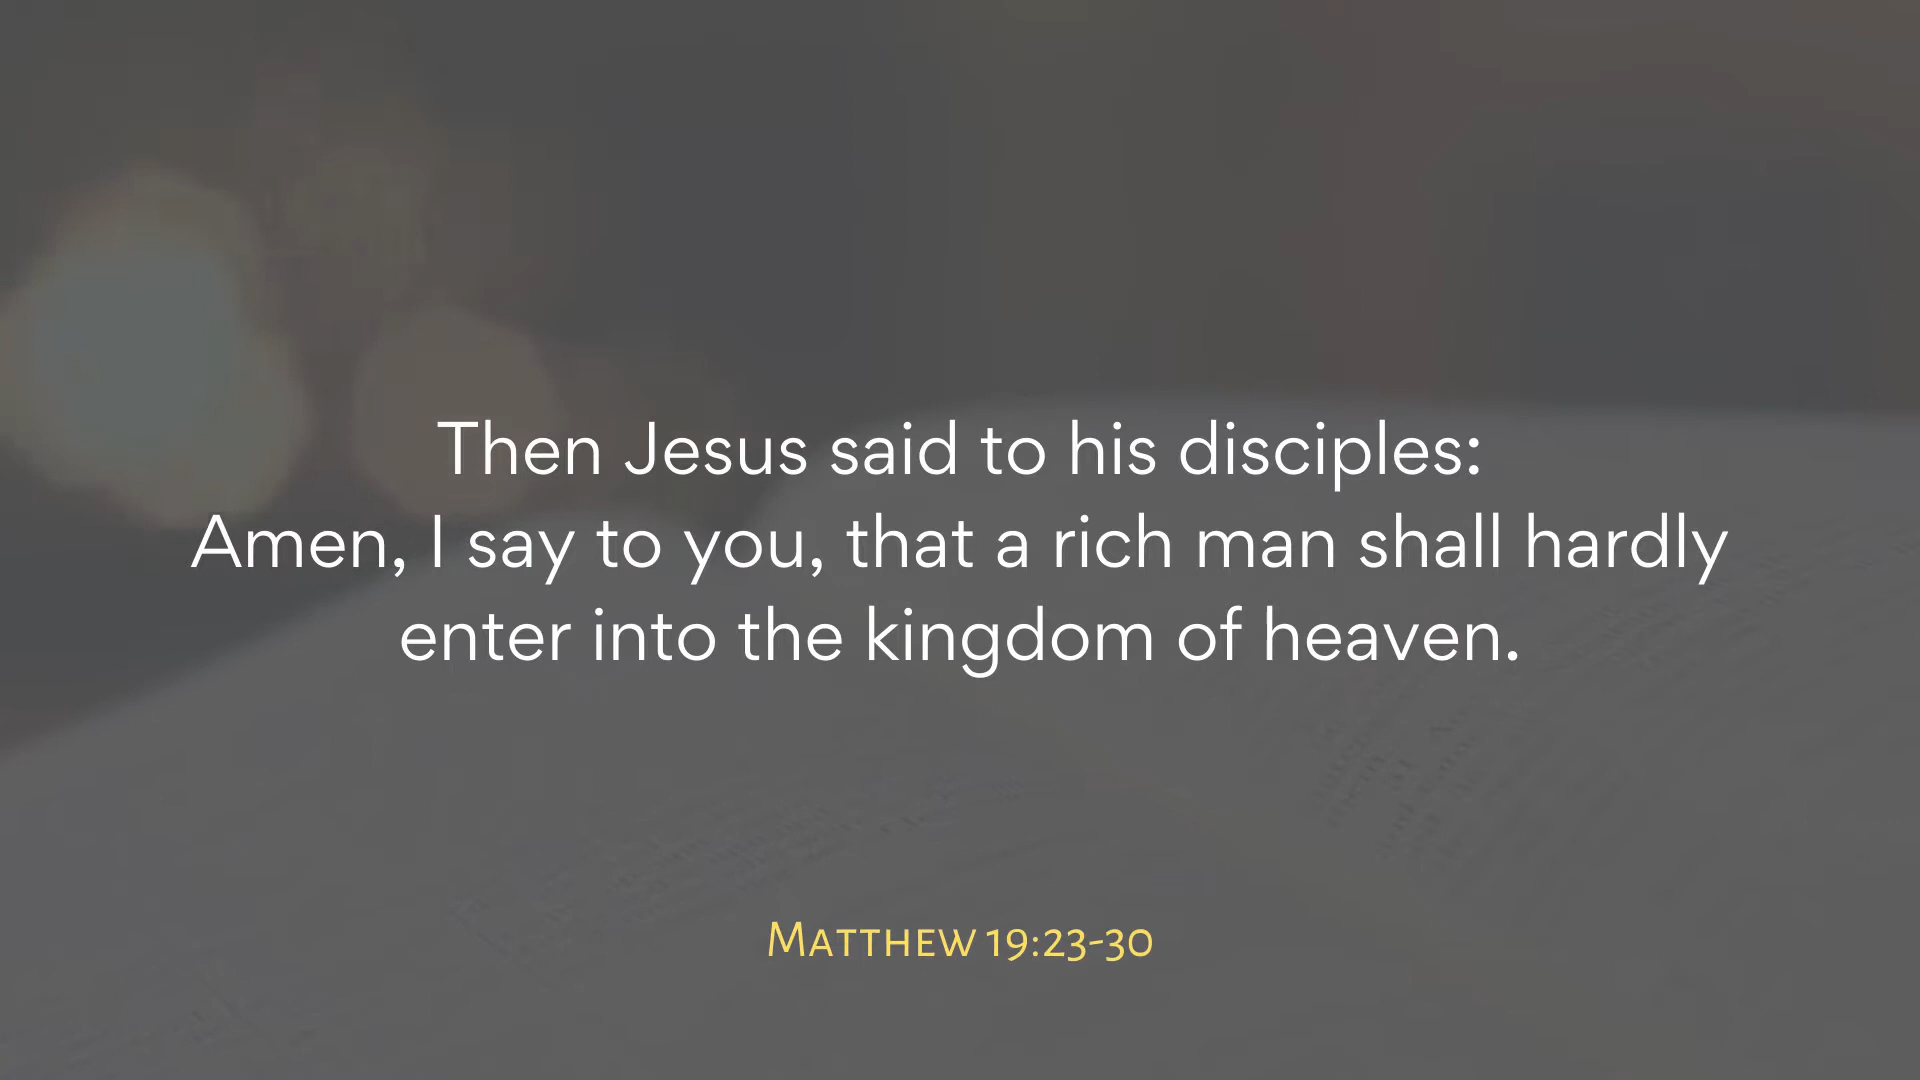 Then Jesus said to his disciples:
Amen, I say to you, that a rich man shall hardly
enter into the kingdom of heaven.
Matthew 19:23-30